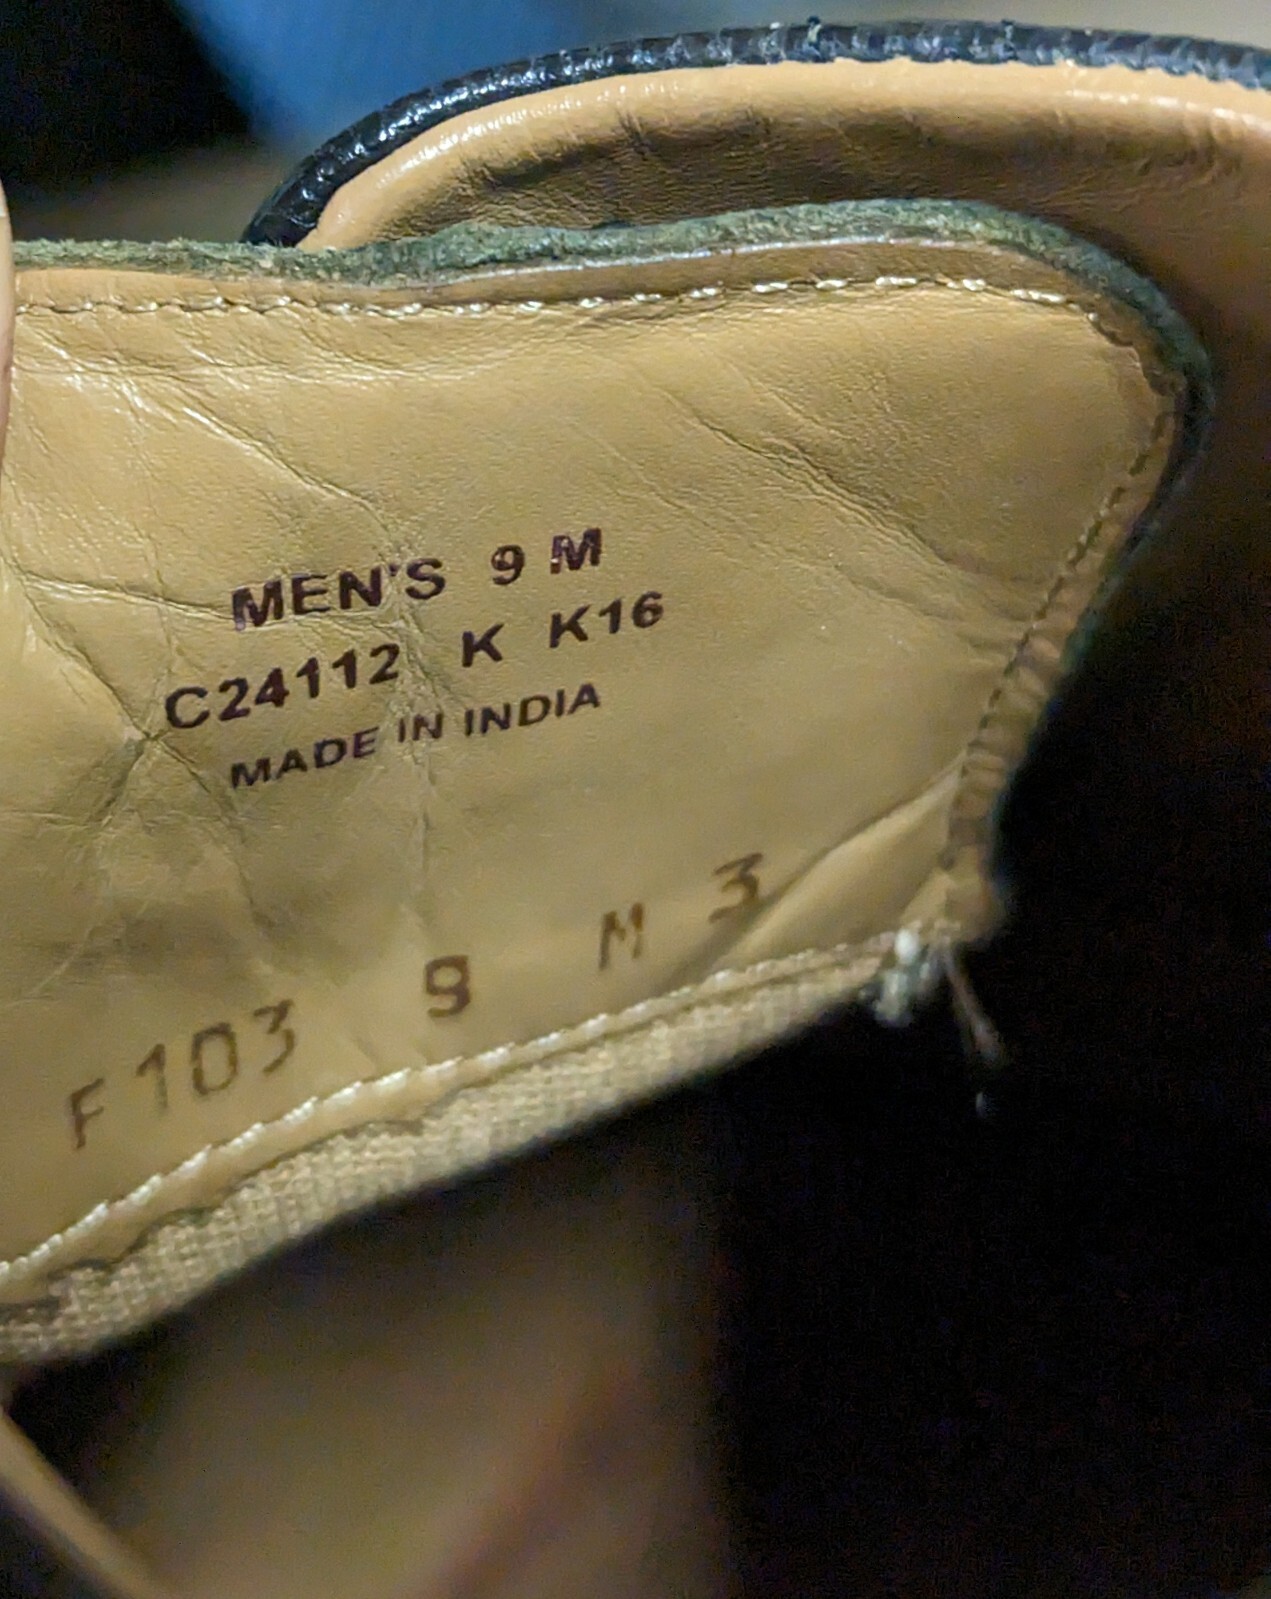 MEN'S 9 M
C24112 K K16
MADE IN INDIA
F103 9 M 3